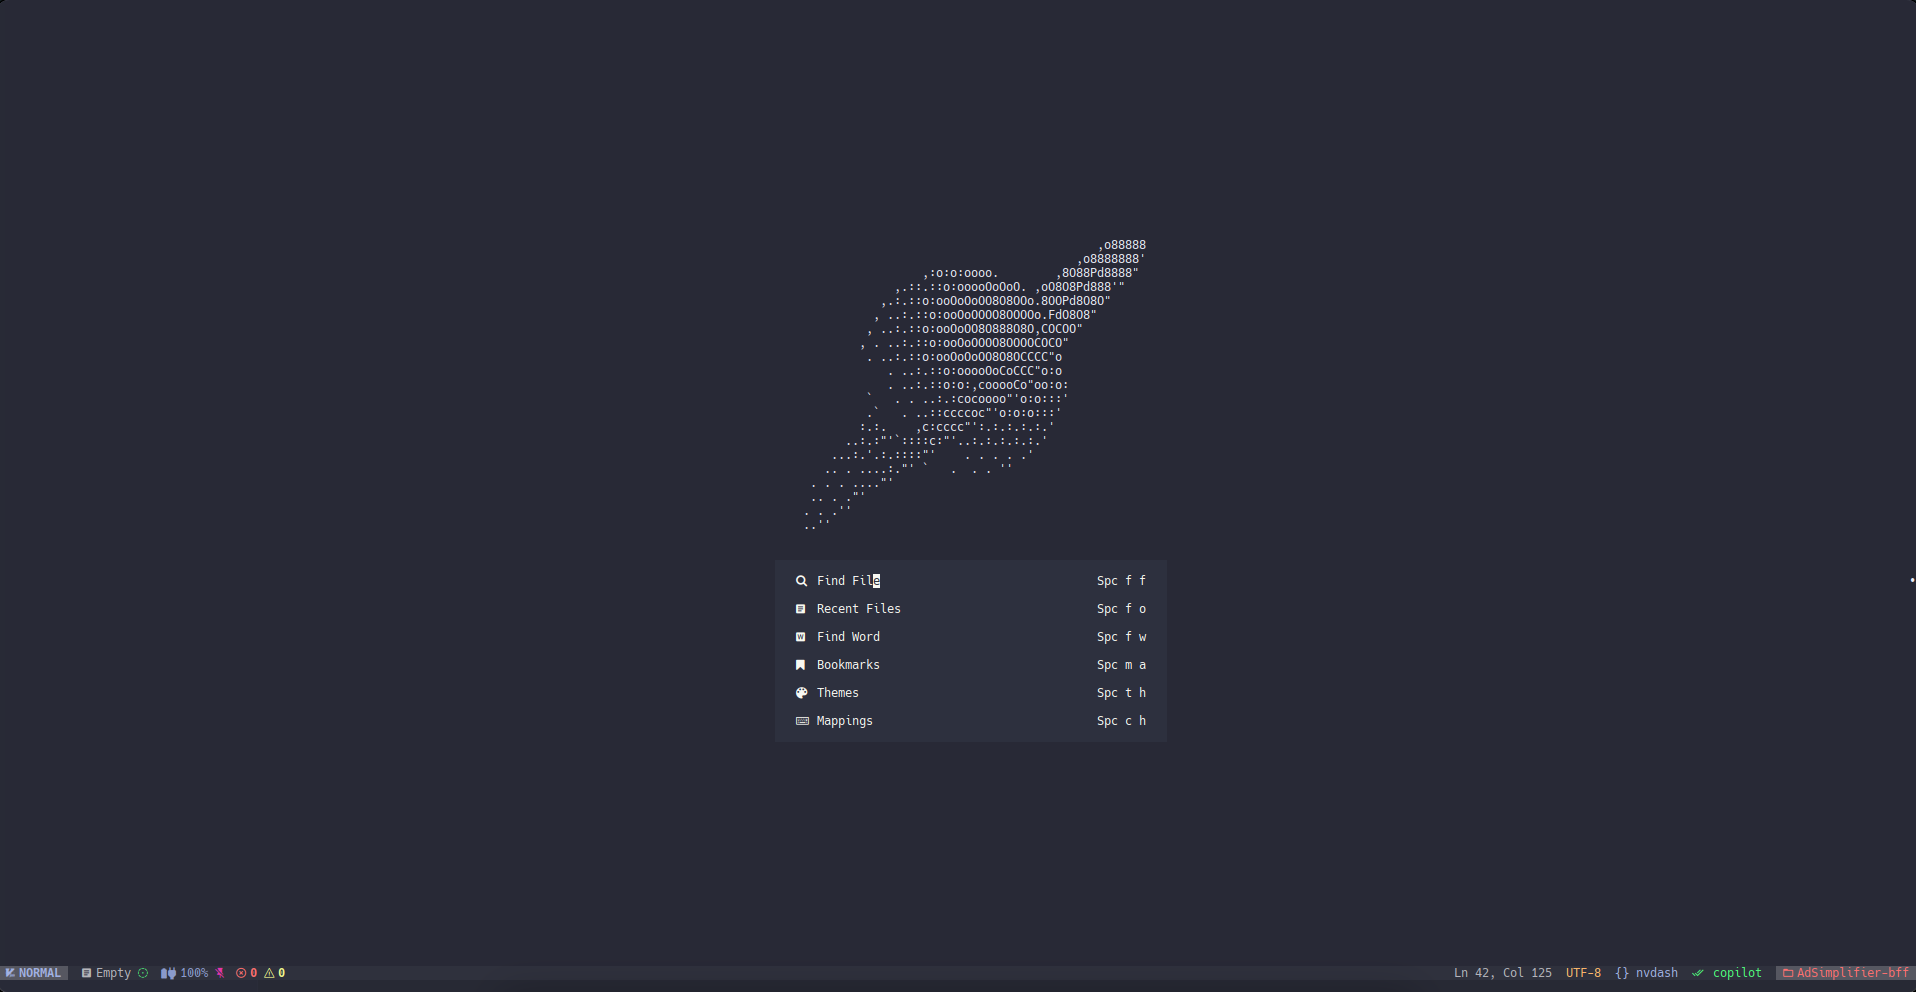 ,o88888
,o8888888'
,:o:o:oooo.        ,8O88Pd8888"
,.::.::o:ooooOoOoO. ,oO8O8Pd888'"
,.:.::o:ooOoOoOO8O8OOo.8OOPd8O8O"
, ..:.::o:ooOoOOOO8OOOOo.FdO8O8"
, ..:.::o:ooOoOO8O888O8O,COCOO"
, . ..:.::o:ooOoOOOO8OOOOCOCO"
. ..:.::o:ooOoOoOO8O8OCCCC"o
. ..:.::o:ooooOoCoCCC"o:o
. ..:.::o:o:,cooooCo"oo:o:
`   . . ..:.:cocoooo"'o:o:::'
.`   . ..::ccccoc"'o:o:o:::'
:.:.    ,c:cccc"':.:.:.:.:.'
..:.:"'`::::c:"'..:.:.:.:.:.'
...:.'.:.::::"'    . . . . .'
.. . ....:."' `   .  . . ''
. . . ...."'
.. . ."'
. . .''
..''
Find File Spc f f
Recent Files Spc f o
Find Word Spc f w
Bookmarks Spc m a
Themes Spc t h
Mappings Spc c h
NORMAL Empty 100% 0 0 Ln 42, Col 125 UTF-8 {} nvdash copilot AdSimplifier-bff